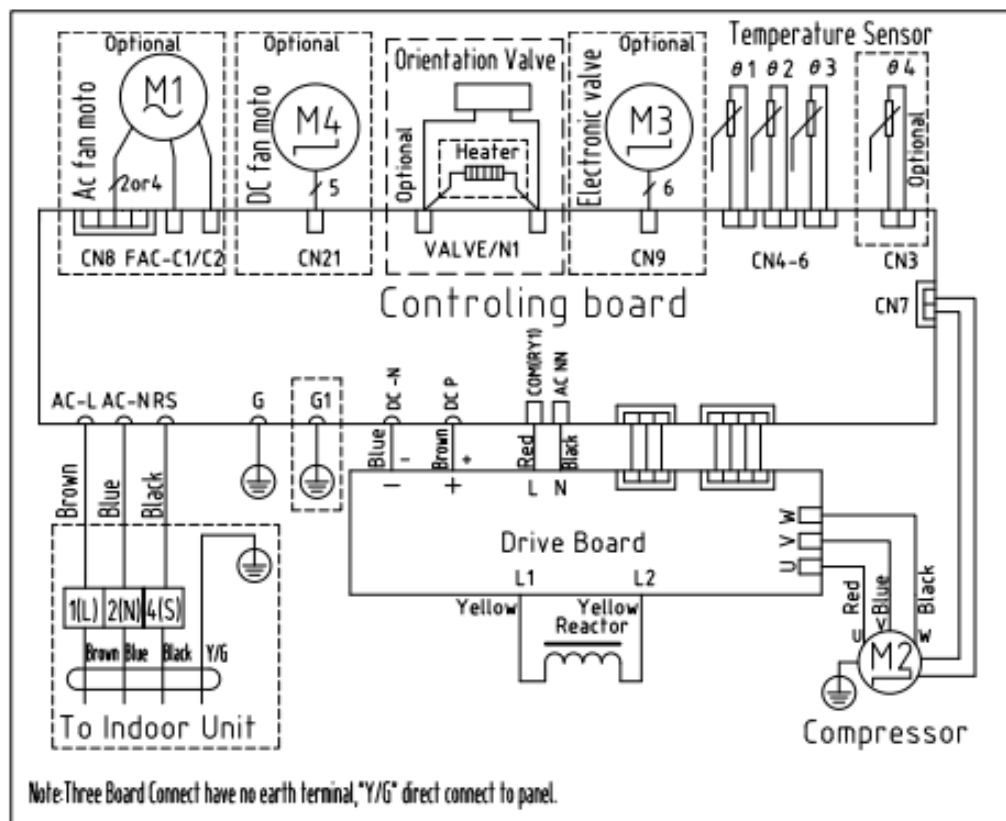 Optional
Optional
Optional
Temperature Sensor
Orientation Valve
θ1 θ2 θ3
θ4
M1
M4
M3
Ac fan moto
DC fan moto
Optional
Heater
Electronic valve
Optional
2or4
5
6
CN8 FAC-C1/C2
CN21
VALVE/N1
CN9
CN4-6
CN3
Controling board
CN7
AC-L AC-N RS
G
G1
DC -N
DC P
COM(RY1)
AC NN
Brown
Blue
Black
Blue
-
Brown
+
Red
Black
− + L N
Drive Board
W
V
U
L1 L2
Yellow Yellow
Reactor
Red
Blue
Black
U V W
M2
Compressor
1(L) 2(N) 4(S)
Brown Blue Black Y/G
To Indoor Unit
Note:Three Board Connect have no earth terminal,"Y/G" direct connect to panel.